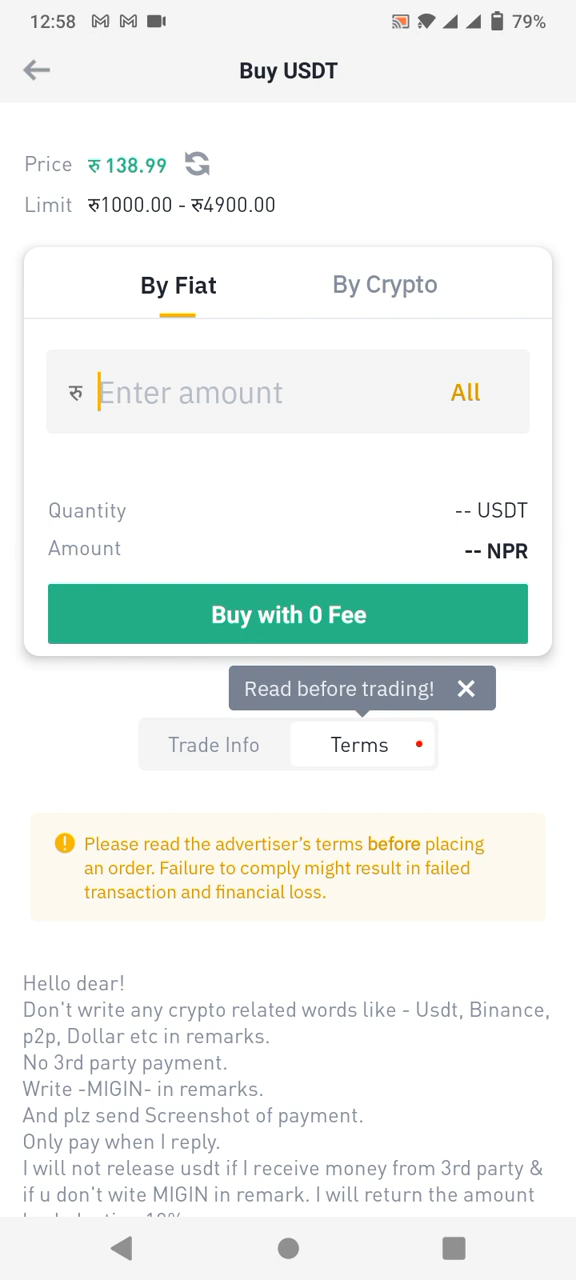 12:58 79%
Buy USDT
Price रु 138.99
Limit रु1000.00 - रु4900.00
By Fiat By Crypto
रु Enter amount All
Quantity -- USDT
Amount -- NPR
Buy with 0 Fee
Read before trading!
Trade Info Terms
Please read the advertiser's terms before placing
an order. Failure to comply might result in failed
transaction and financial loss.
Hello dear!
Don't write any crypto related words like - Usdt, Binance,
p2p, Dollar etc in remarks.
No 3rd party payment.
Write -MIGIN- in remarks.
And plz send Screenshot of payment.
Only pay when I reply.
I will not release usdt if I receive money from 3rd party &
if u don't wite MIGIN in remark. I will return the amount